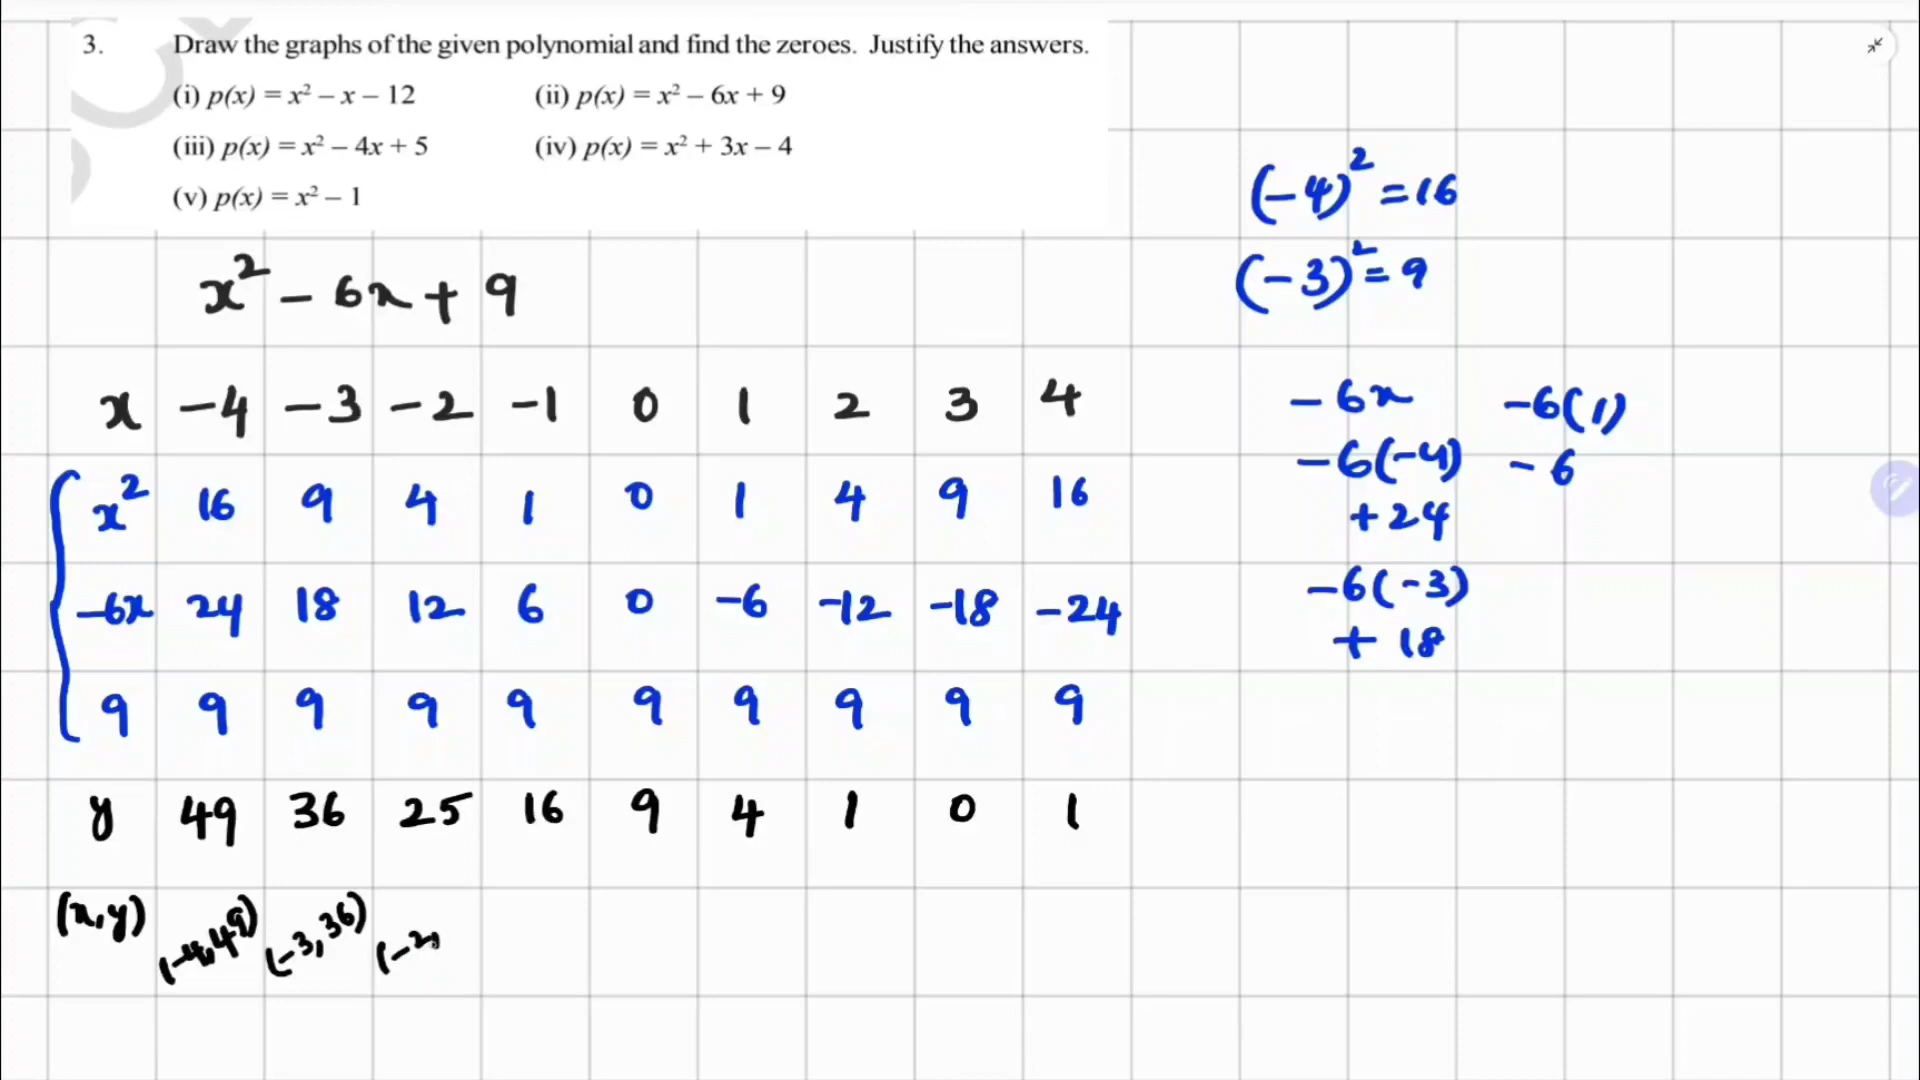 3. Draw the graphs of the given polynomial and find the zeroes. Justify the answers.
(i) p(x) = x² – x – 12 (ii) p(x) = x² – 6x + 9
(iii) p(x) = x² – 4x + 5 (iv) p(x) = x² + 3x – 4
(v) p(x) = x² – 1
x² - 6x + 9
x -4 -3 -2 -1 0 1 2 3 4
x² 16 9 4 1 0 1 4 9 16
-6x 24 18 12 6 0 -6 -12 -18 -24
9 9 9 9 9 9 9 9 9 9
y 49 36 25 16 9 4 1 0 1
(x,y) (-4,49) (-3,36) (-2,
(-4)² = 16
(-3)² = 9
-6x -6(1)
-6(-4) -6
+24
-6(-3)
+ 18